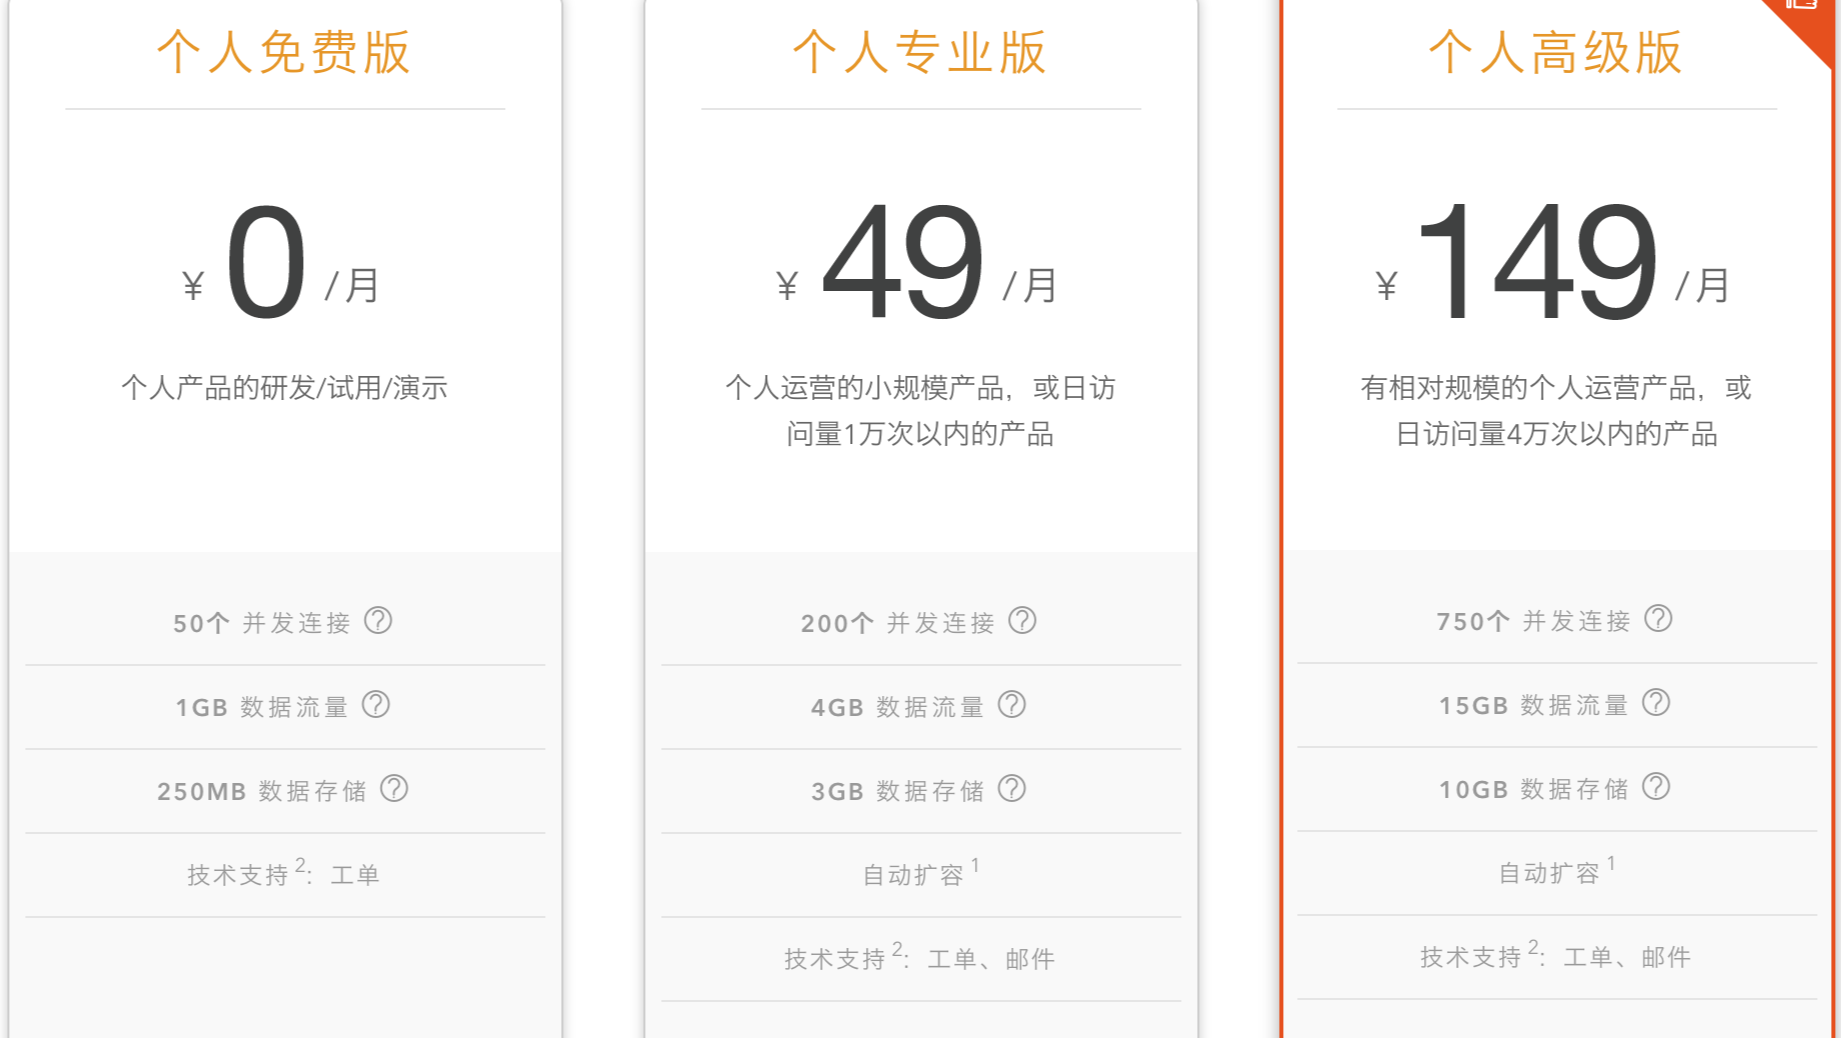 个人免费版
¥ 0 /月
个人产品的研发/试用/演示
50个 并发连接 ?
1GB 数据流量 ?
250MB 数据存储 ?
技术支持2：工单
个人专业版
¥ 49 /月
个人运营的小规模产品，或日访
问量1万次以内的产品
200个 并发连接 ?
4GB 数据流量 ?
3GB 数据存储 ?
自动扩容1
技术支持2：工单、邮件
个人高级版
¥ 149 /月
有相对规模的个人运营产品，或
日访问量4万次以内的产品
750个 并发连接 ?
15GB 数据流量 ?
10GB 数据存储 ?
自动扩容1
技术支持2：工单、邮件